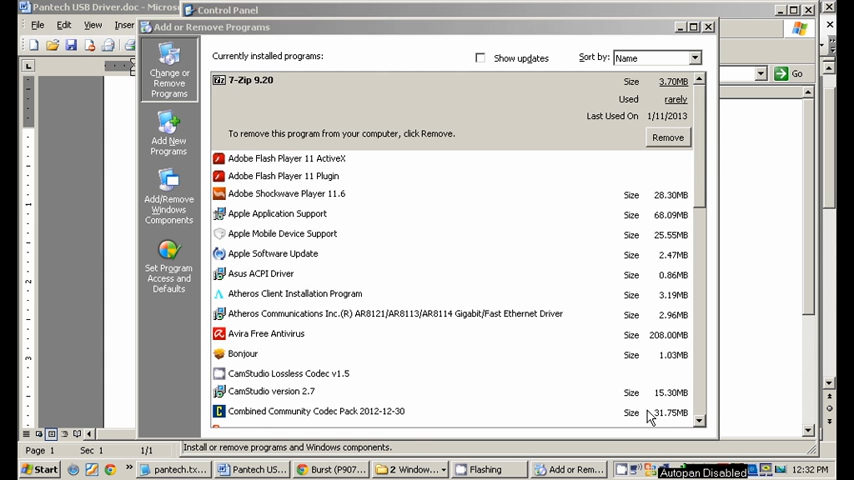 Pantech USB Driver.doc - Microsoft
Control Panel
File Edit View Inser
Add or Remove Programs
Change or
Remove
Programs
Add New
Programs
Add/Remove
Windows
Components
Set Program
Access and
Defaults
Currently installed programs:
Show updates
Sort by: Name
Go
7-Zip 9.20 Size 3.70MB
Used rarely
Last Used On 1/11/2013
To remove this program from your computer, click Remove.
Remove
Adobe Flash Player 11 ActiveX
Adobe Flash Player 11 Plugin
Adobe Shockwave Player 11.6 Size 28.30MB
Apple Application Support Size 68.09MB
Apple Mobile Device Support Size 25.55MB
Apple Software Update Size 2.47MB
Asus ACPI Driver Size 0.86MB
Atheros Client Installation Program Size 3.19MB
Atheros Communications Inc.(R) AR8121/AR8113/AR8114 Gigabit/Fast Ethernet Driver Size 2.96MB
Avira Free Antivirus Size 208.00MB
Bonjour Size 1.03MB
CamStudio Lossless Codec v1.5
CamStudio version 2.7 Size 15.30MB
Combined Community Codec Pack 2012-12-30 Size 31.75MB
Install or remove programs and Windows components.
Page 1 Sec 1 1/1
Start pantech.tx... Pantech US... Burst (P907... 2 Window... Flashing Add or Rem... 12:32 PM
Autopan Disabled